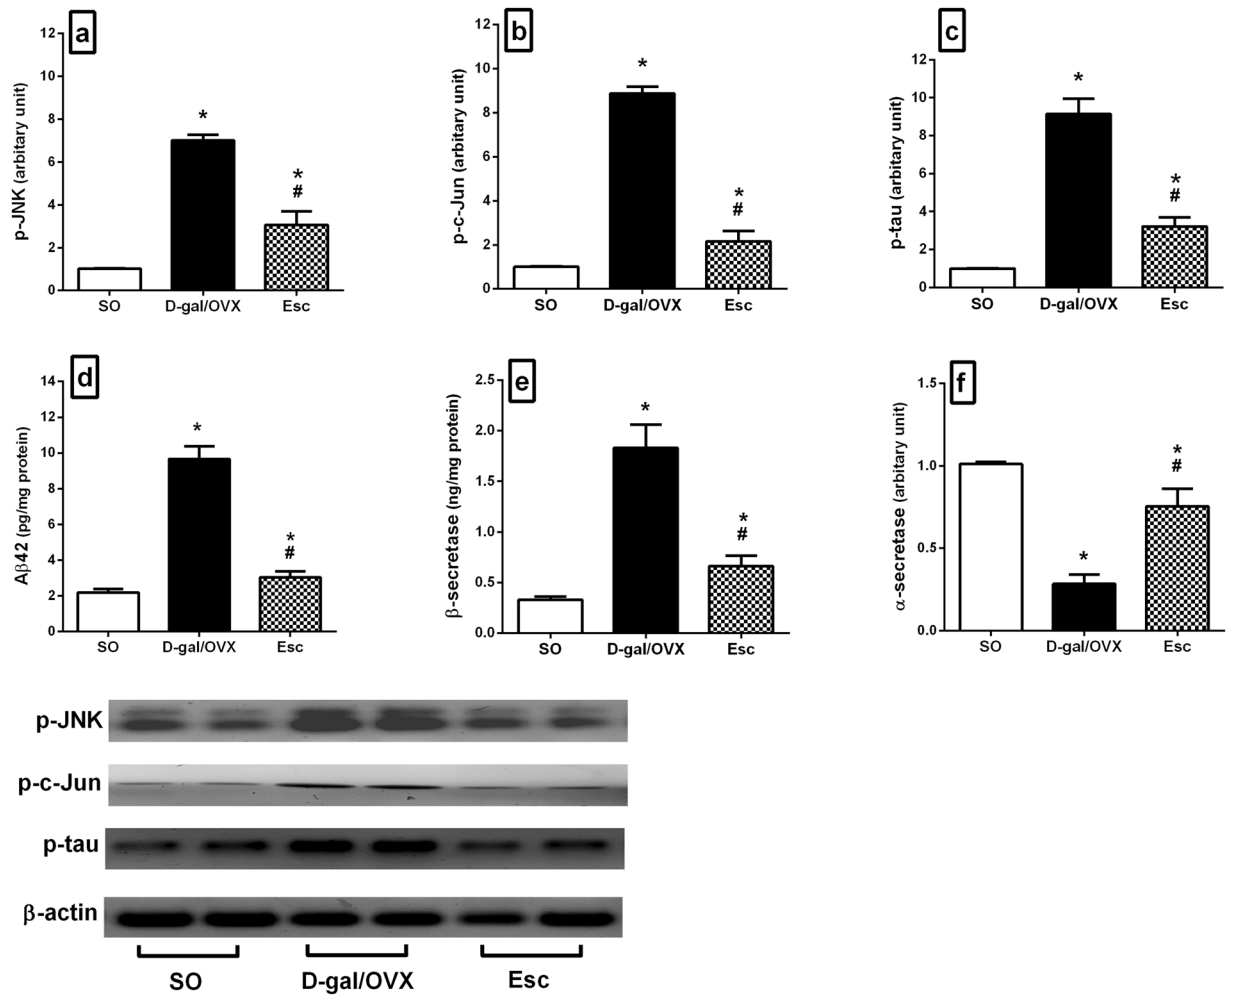 a
p-JNK (arbitary unit)
12
10
8
6
4
2
0
*
*
#
SO D-gal/OVX Esc
b
p-c-Jun (arbitary unit)
12
10
8
6
4
2
0
*
*
#
SO D-gal/OVX Esc
c
p-tau (arbitary unit)
12
10
8
6
4
2
0
*
*
#
SO D-gal/OVX Esc
d
Aβ42 (pg/mg protein)
14
12
10
8
6
4
2
0
*
*
#
SO D-gal/OVX Esc
e
β-secretase (ng/mg protein)
2.5
2.0
1.5
1.0
0.5
0.0
*
*
#
SO D-gal/OVX Esc
f
α-secretase (arbitary unit)
1.5
1.0
0.5
0.0
*
*
#
SO D-gal/OVX Esc
p-JNK
p-c-Jun
p-tau
β-actin
SO D-gal/OVX Esc